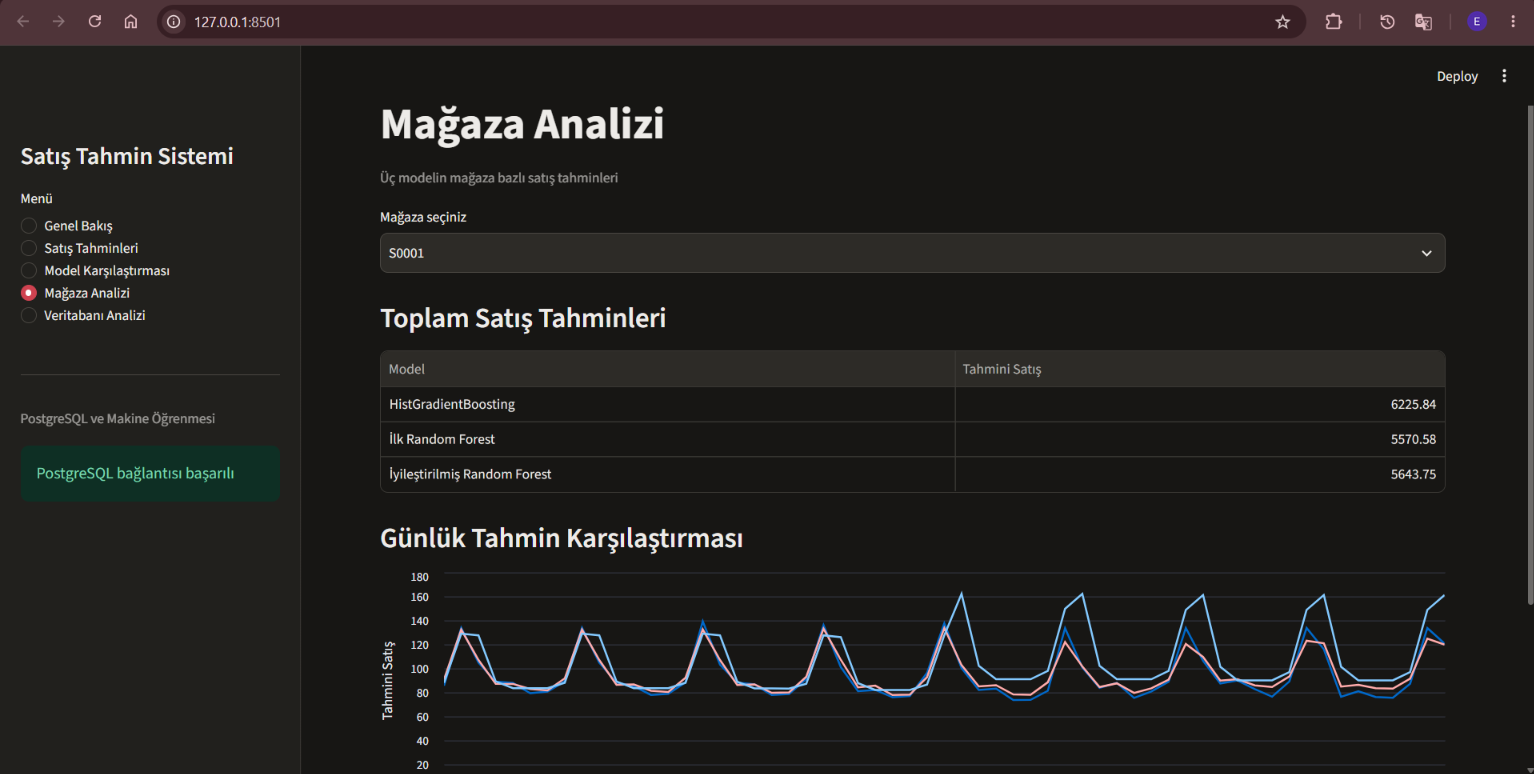 127.0.0.1:8501
E
Deploy
Satış Tahmin Sistemi
Menü
Genel Bakış
Satış Tahminleri
Model Karşılaştırması
Mağaza Analizi
Veritabanı Analizi
PostgreSQL ve Makine Öğrenmesi
PostgreSQL bağlantısı başarılı
Mağaza Analizi
Üç modelin mağaza bazlı satış tahminleri
Mağaza seçiniz
S0001
Toplam Satış Tahminleri
Model Tahmini Satış
HistGradientBoosting 6225.84
İlk Random Forest 5570.58
İyileştirilmiş Random Forest 5643.75
Günlük Tahmin Karşılaştırması
Tahmini Satış
180
160
140
120
100
80
60
40
20